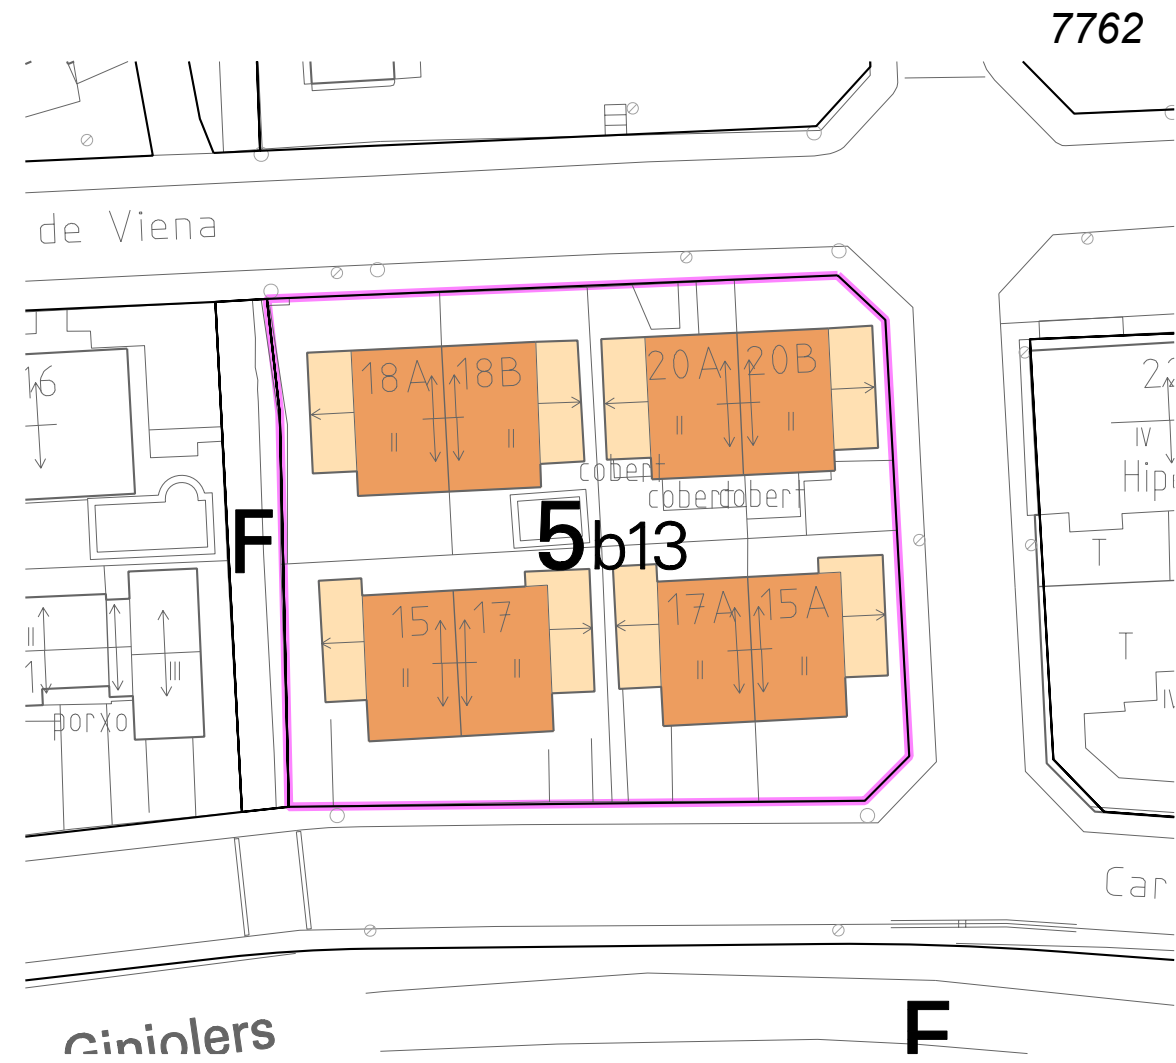 7762
de Viena
16
18A
18B
20A
20B
II
II
II
II
IV
cobert
cobert
cobert
F
5b13
T
15
17
17A
15A
II
II
II
II
II
III
T
1
porxo
Car
Giniolers
F